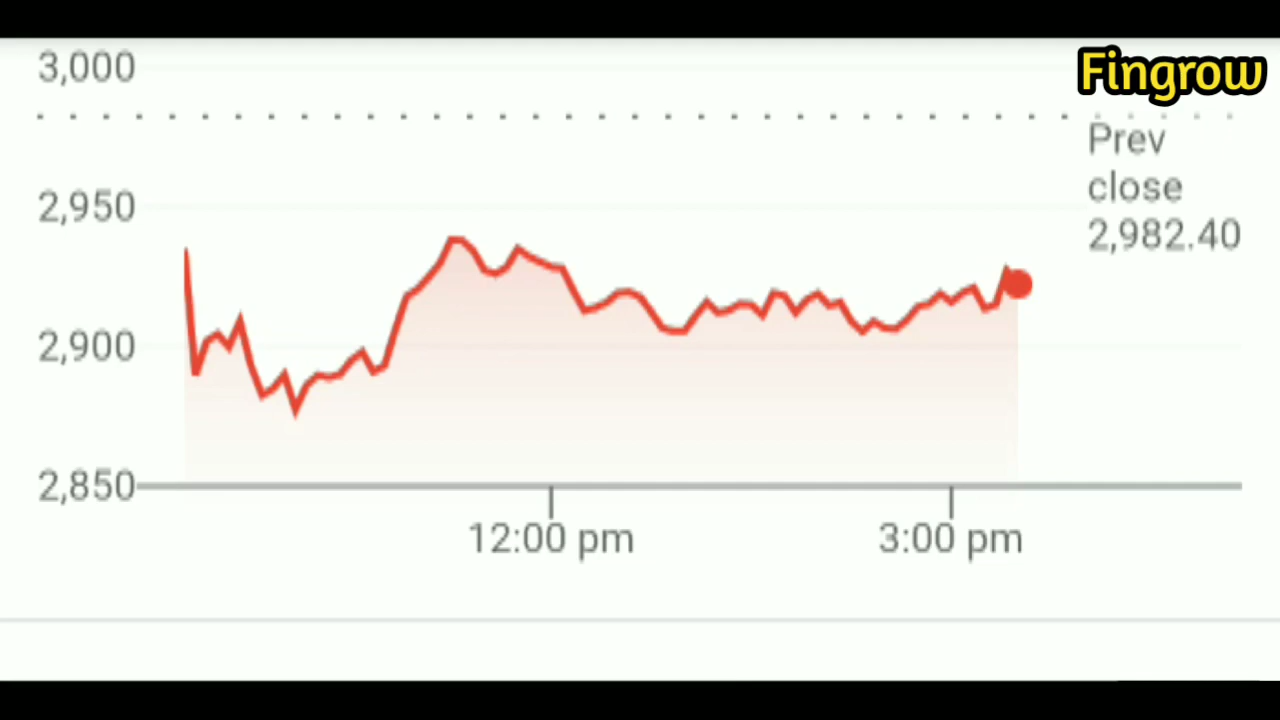 3,000
Fingrow
Prev
close
2,982.40
2,950
2,900
2,850
12:00 pm
3:00 pm